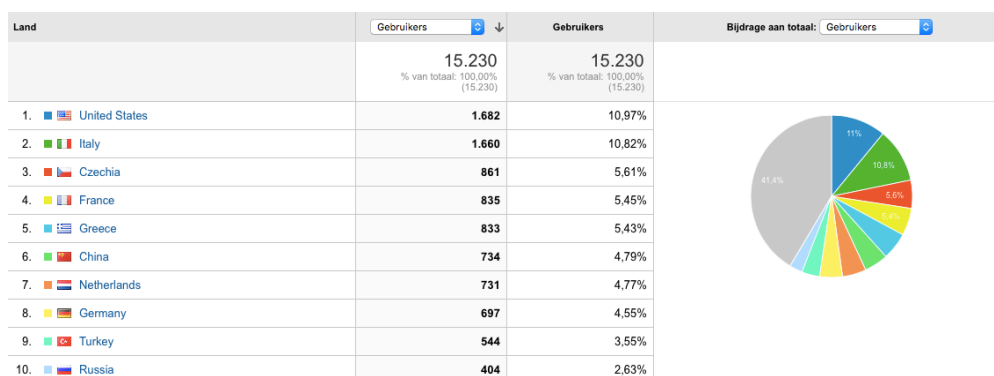 Land Gebruikers Gebruikers Bijdrage aan totaal: Gebruikers
15.230 15.230
% van totaal: 100,00% % van totaal: 100,00%
(15.230) (15.230)
1. United States 1.682 10,97%
2. Italy 1.660 10,82%
3. Czechia 861 5,61%
4. France 835 5,45%
5. Greece 833 5,43%
6. China 734 4,79%
7. Netherlands 731 4,77%
8. Germany 697 4,55%
9. Turkey 544 3,55%
10. Russia 404 2,63%
11%
10,8%
41,4%
5,6%
5,4%